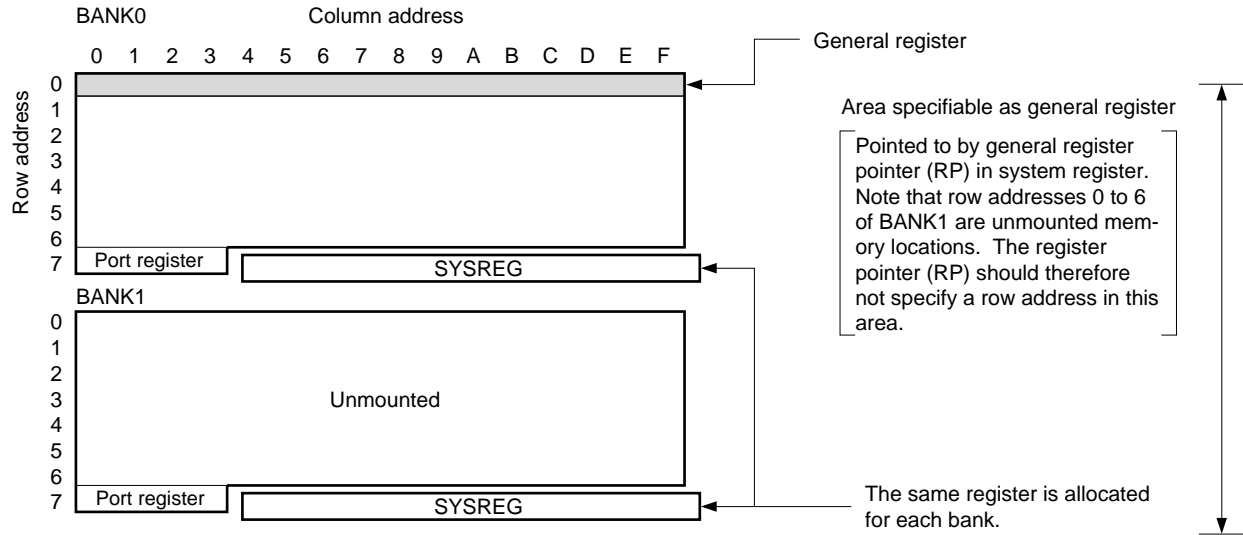 BANK0
Column address
0 1 2 3 4 5 6 7 8 9 A B C D E F
General register
Row address
0
1
2
3
4
5
6
7
Port register
SYSREG
Area specifiable as general register
Pointed to by general register
pointer (RP) in system register.
Note that row addresses 0 to 6
of BANK1 are unmounted mem-
ory locations. The register
pointer (RP) should therefore
not specify a row address in this
area.
BANK1
0
1
2
3
4
5
6
7
Unmounted
Port register
SYSREG
The same register is allocated
for each bank.